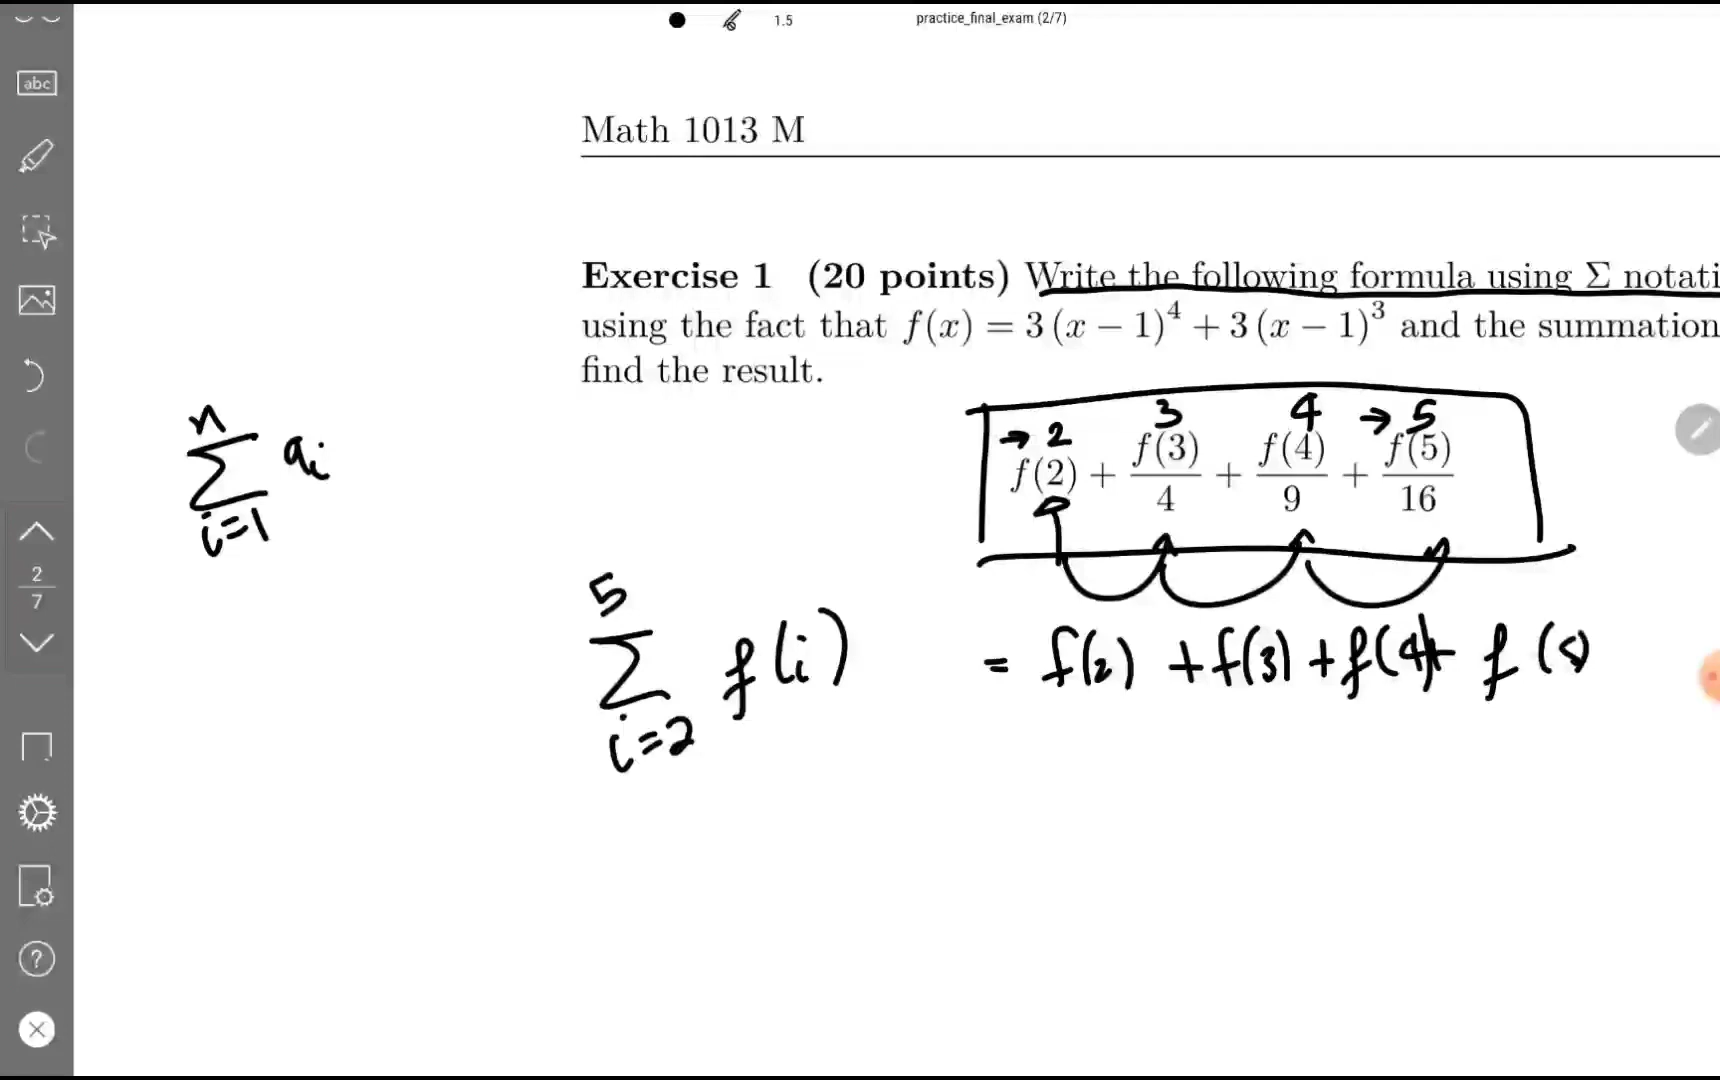 1.5 practice_final_exam (2/7)
abc
Math 1013 M
Exercise 1 (20 points) Write the following formula using Σ notati
using the fact that f(x) = 3 (x − 1)⁴ + 3 (x − 1)³ and the summation
find the result.
→ 2 3 4 → 5
f(2) + f(3)/4 + f(4)/9 + f(5)/16
n
Σ aᵢ
i=1
2
7
5
Σ f(i) = f(2) + f(3) + f(4) + f(5)
i=2
?